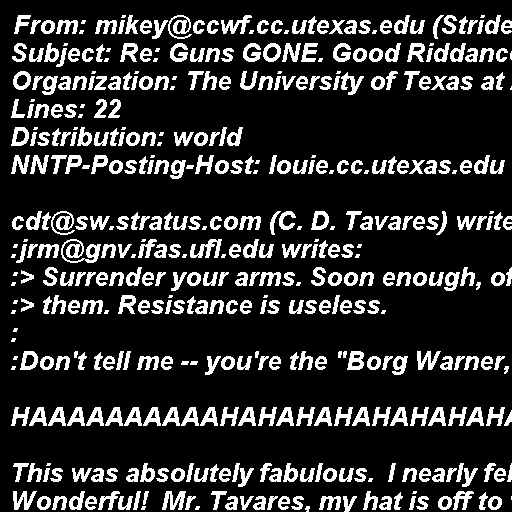 From: mikey@ccwf.cc.utexas.edu (Stride
Subject: Re: Guns GONE. Good Riddance
Organization: The University of Texas at
Lines: 22
Distribution: world
NNTP-Posting-Host: louie.cc.utexas.edu

cdt@sw.stratus.com (C. D. Tavares) write
:jrm@gnv.ifas.ufl.edu writes:
:> Surrender your arms. Soon enough, of
:> them. Resistance is useless.
:
:Don't tell me -- you're the "Borg Warner,

HAAAAAAAAAAHAHAHAHAHAHAHAHA

This was absolutely fabulous.  I nearly fel
Wonderful!  Mr. Tavares, my hat is off to